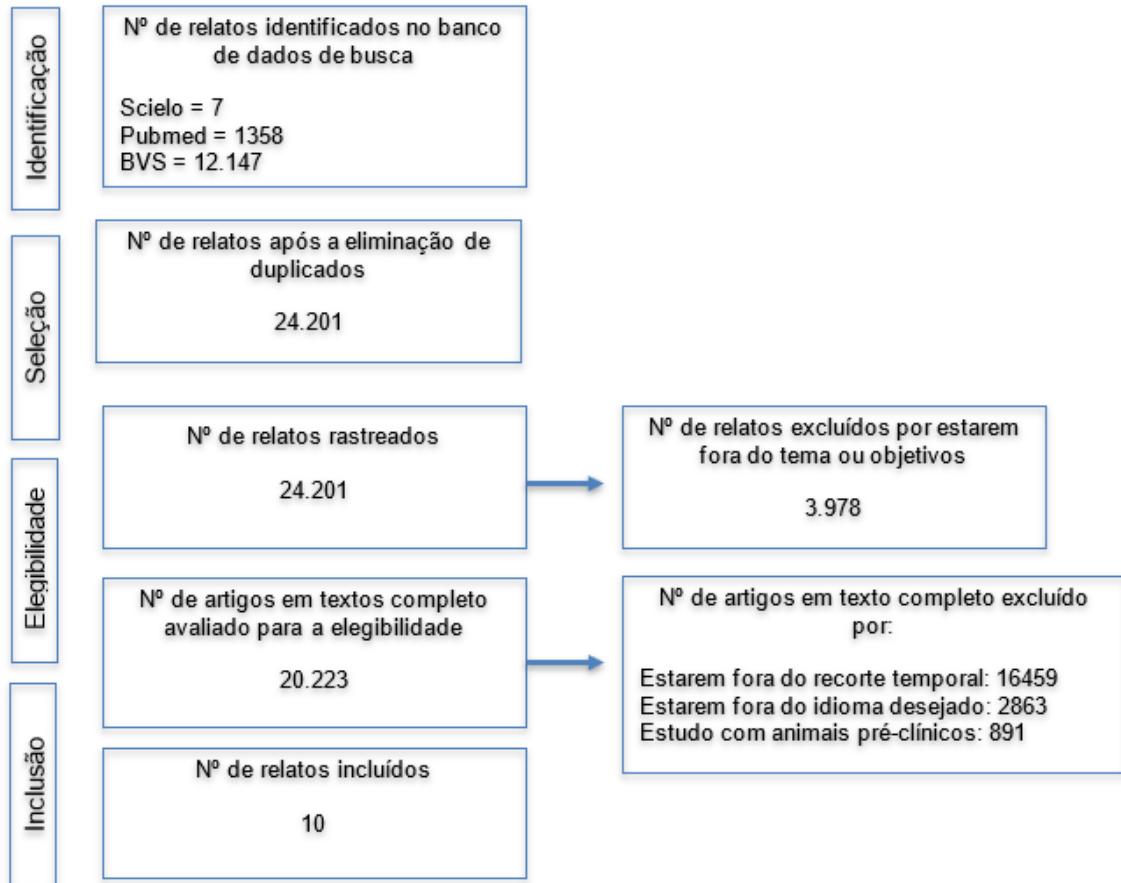 Identificação
Nº de relatos identificados no banco
de dados de busca
Scielo = 7
Pubmed = 1358
BVS = 12.147
Seleção
Nº de relatos após a eliminação de
duplicados
24.201
Nº de relatos rastreados
24.201
Nº de relatos excluídos por estarem
fora do tema ou objetivos
3.978
Elegibilidade
Nº de artigos em textos completo
avaliado para a elegibilidade
20.223
Nº de artigos em texto completo excluído
por:
Estarem fora do recorte temporal: 16459
Estarem fora do idioma desejado: 2863
Estudo com animais pré-clínicos: 891
Inclusão
Nº de relatos incluídos
10